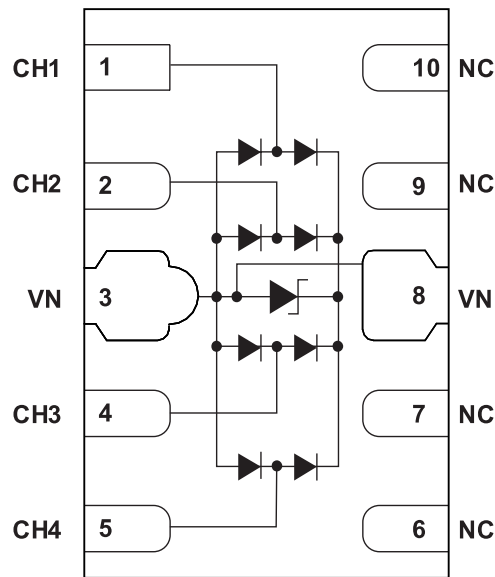 CH1 1 10 NC
CH2 2 9 NC
VN 3 8 VN
CH3 4 7 NC
CH4 5 6 NC